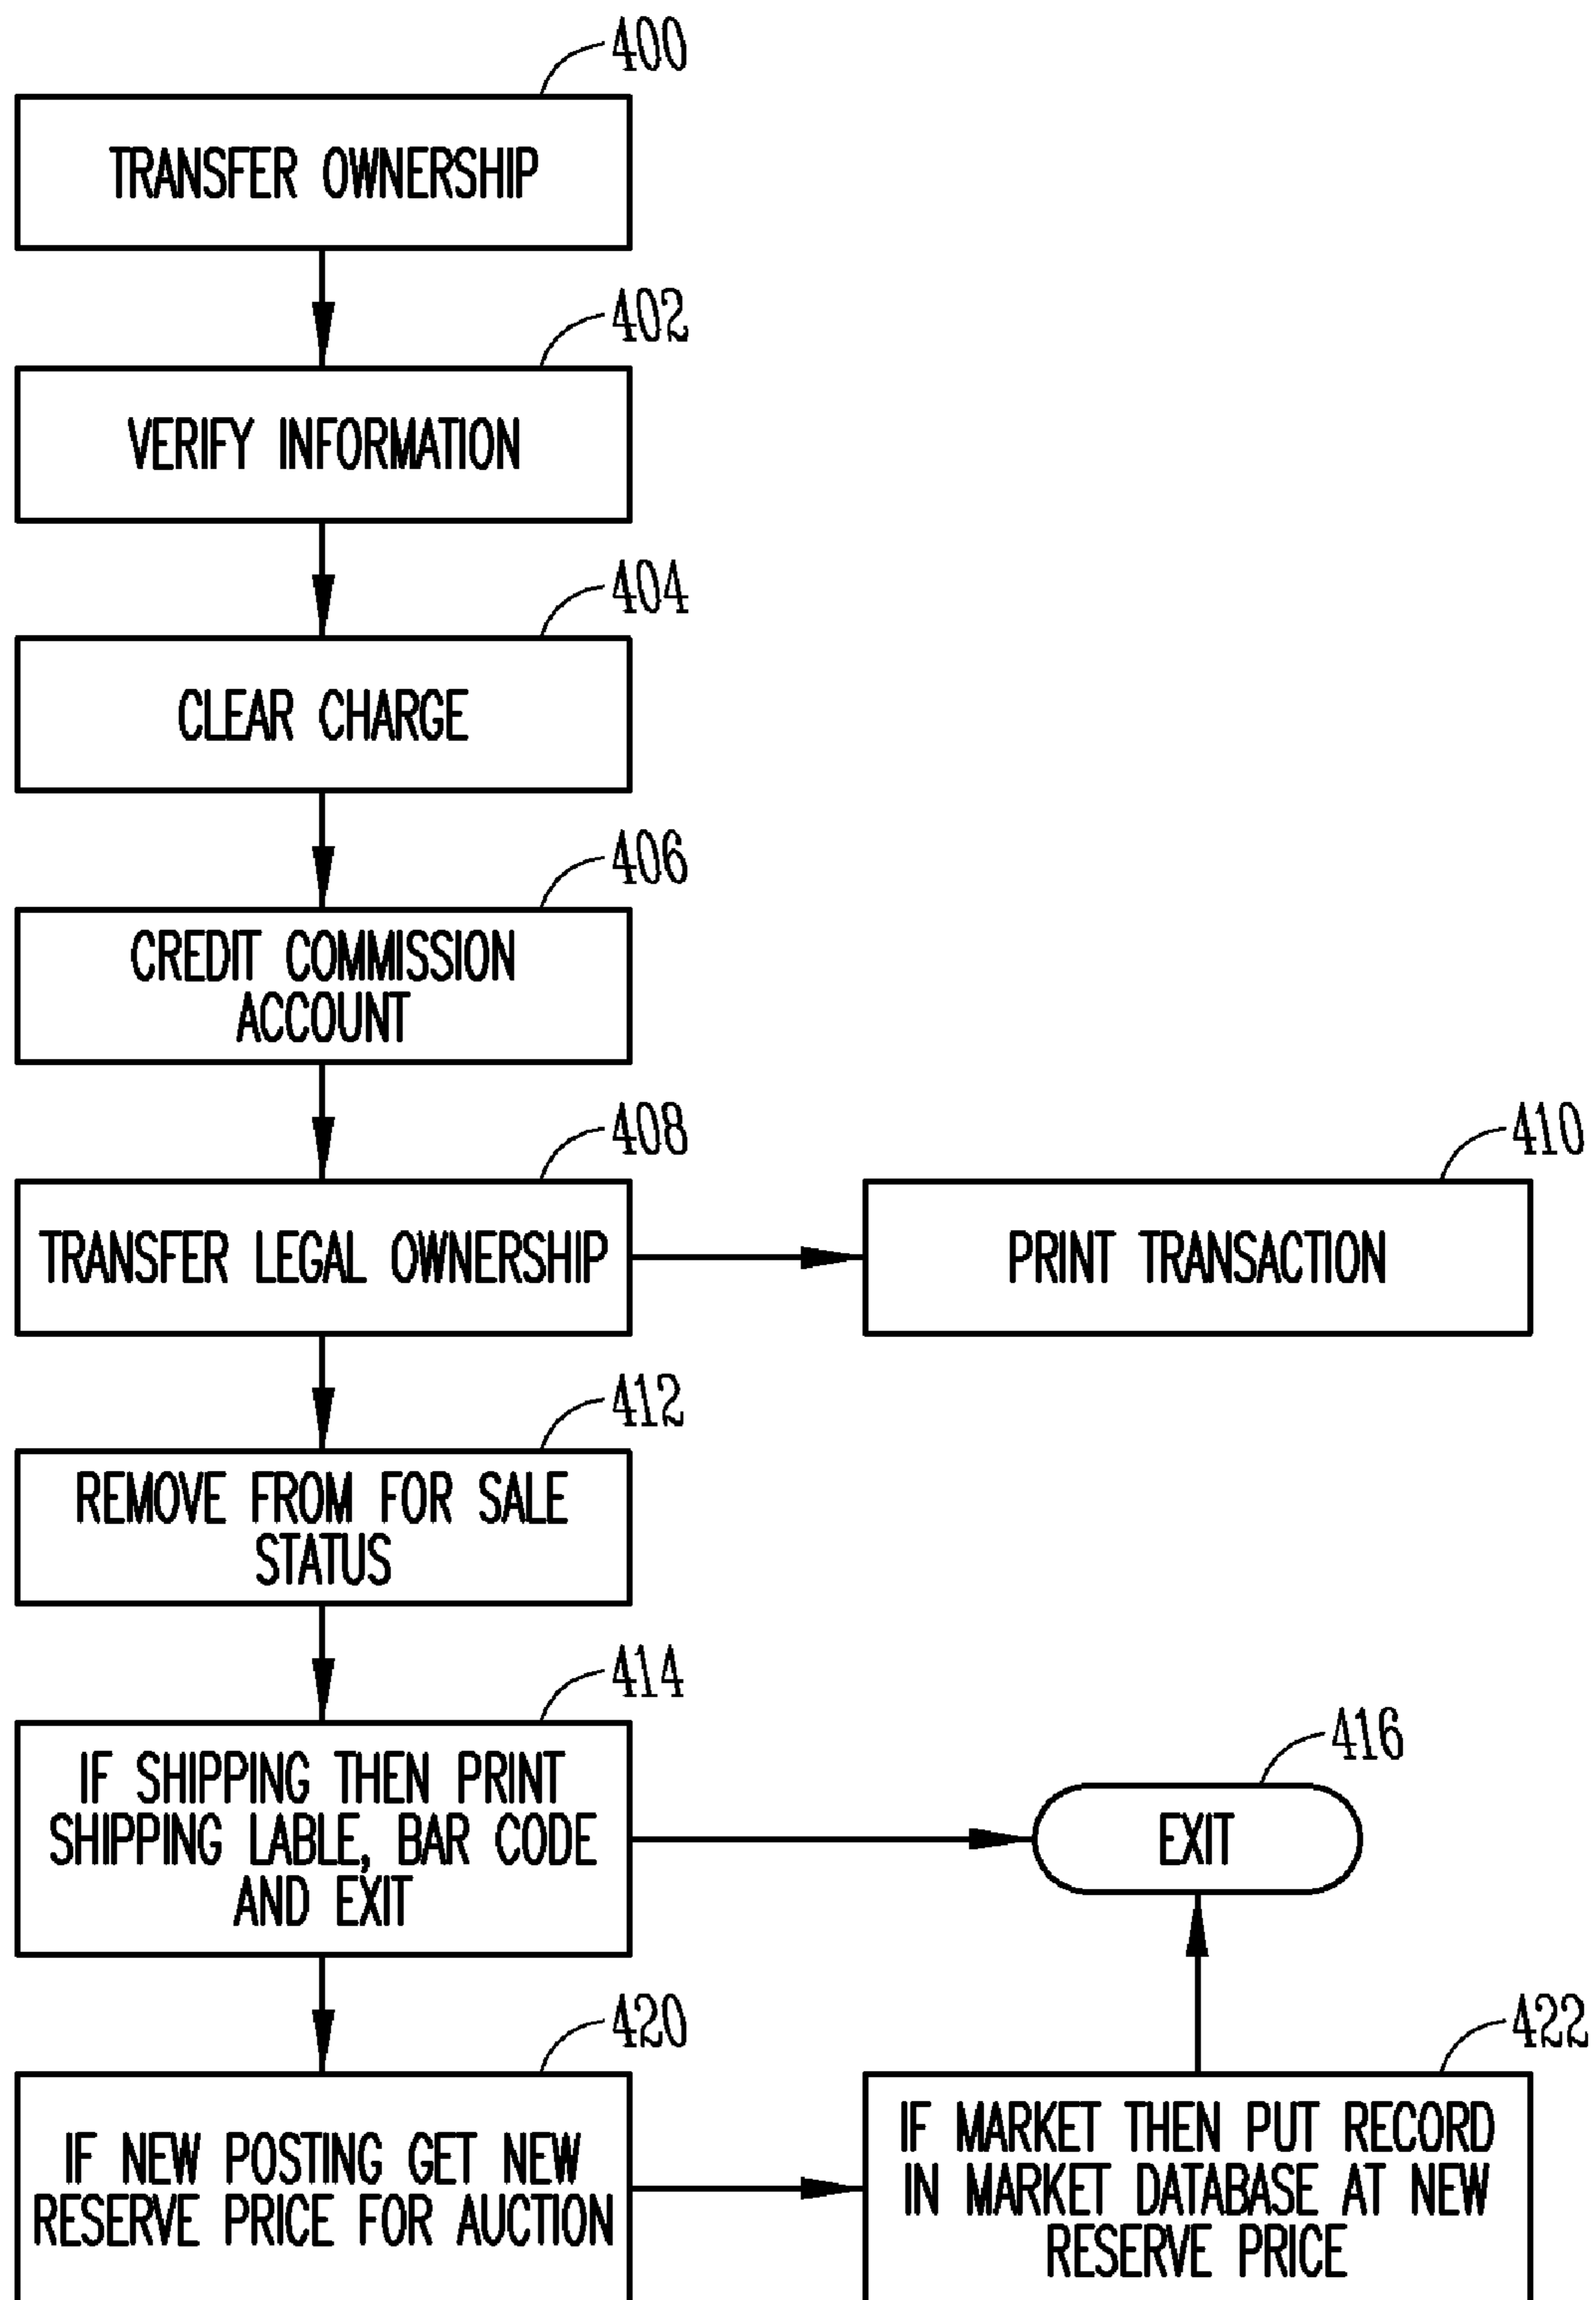 400
TRANSFER OWNERSHIP
402
VERIFY INFORMATION
404
CLEAR CHARGE
406
CREDIT COMMISSION
ACCOUNT
408
TRANSFER LEGAL OWNERSHIP
410
PRINT TRANSACTION
412
REMOVE FROM FOR SALE
STATUS
414
IF SHIPPING THEN PRINT
SHIPPING LABLE, BAR CODE
AND EXIT
416
EXIT
420
IF NEW POSTING GET NEW
RESERVE PRICE FOR AUCTION
422
IF MARKET THEN PUT RECORD
IN MARKET DATABASE AT NEW
RESERVE PRICE